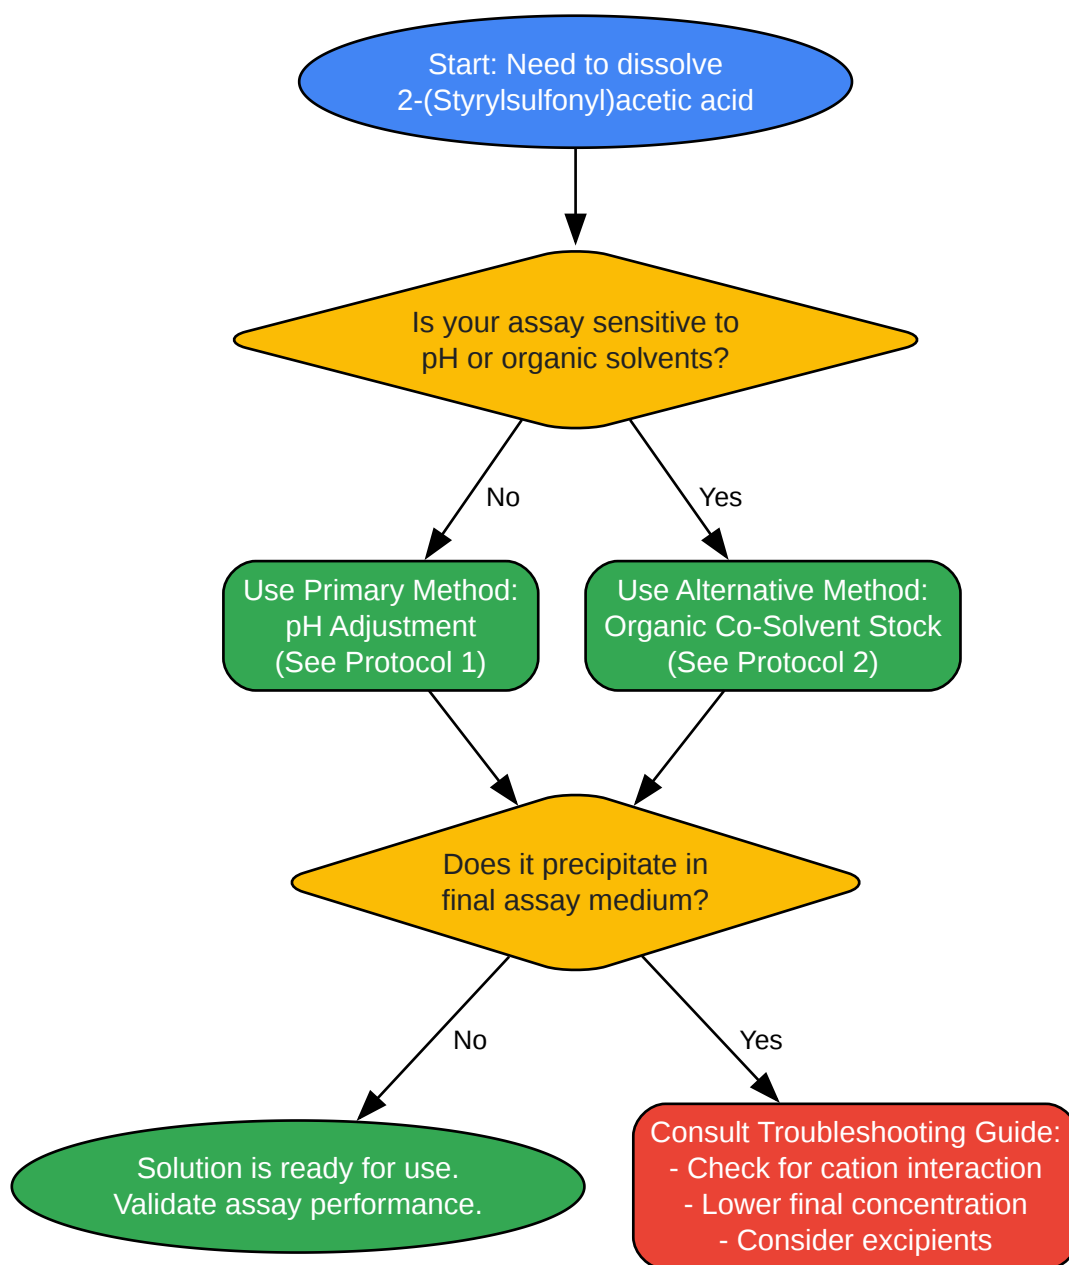 Start: Need to dissolve
2-(Styrylsulfonyl)acetic acid
Is your assay sensitive to
pH or organic solvents?
No
Yes
Use Primary Method:
pH Adjustment
(See Protocol 1)
Use Alternative Method:
Organic Co-Solvent Stock
(See Protocol 2)
Does it precipitate in
final assay medium?
No
Yes
Solution is ready for use.
Validate assay performance.
Consult Troubleshooting Guide:
- Check for cation interaction
- Lower final concentration
- Consider excipients